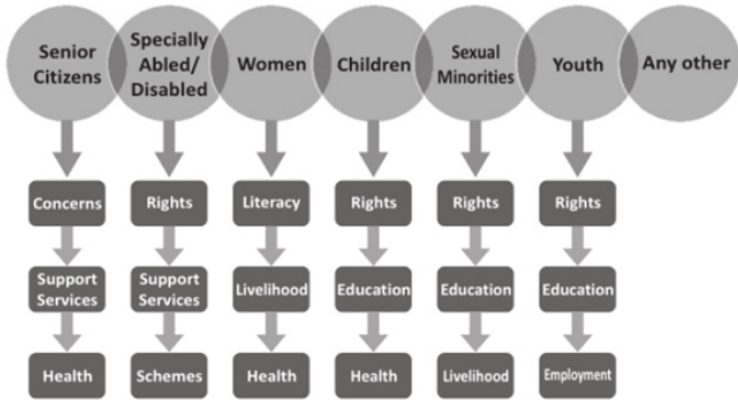 Senior
Citizens
Specially
Abled/
Disabled
Women
Children
Sexual
Minorities
Youth
Any other
Concerns
Rights
Literacy
Rights
Rights
Rights
Support
Services
Support
Services
Livelihood
Education
Education
Education
Health
Schemes
Health
Health
Livelihood
Employment